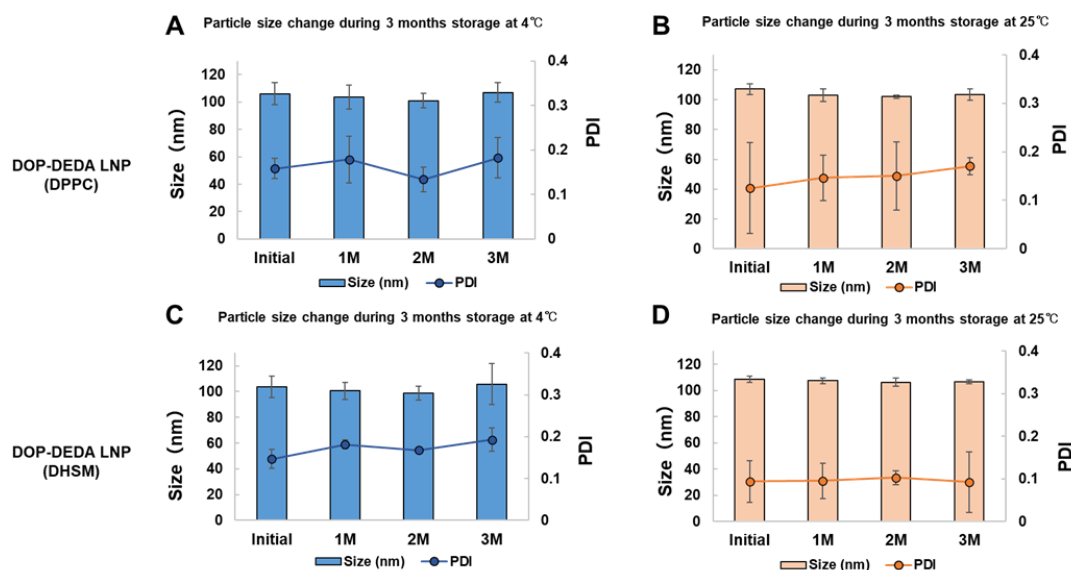 A
Particle size change during 3 months storage at 4℃
B
Particle size change during 3 months storage at 25℃
DOP-DEDA LNP
(DPPC)
Size (nm)
120
100
80
60
40
20
0
0.4
0.3
0.2
0.1
0
PDI
Initial 1M 2M 3M
Size (nm) PDI
Size (nm)
120
100
80
60
40
20
0
0.4
0.3
0.2
0.1
0
PDI
Initial 1M 2M 3M
Size (nm) PDI
C
Particle size change during 3 months storage at 4℃
D
Particle size change during 3 months storage at 25℃
DOP-DEDA LNP
(DHSM)
Size (nm)
120
100
80
60
40
20
0
0.4
0.3
0.2
0.1
0
PDI
Initial 1M 2M 3M
Size (nm) PDI
Size (nm)
120
100
80
60
40
20
0
0.4
0.3
0.2
0.1
0
PDI
Initial 1M 2M 3M
Size (nm) PDI